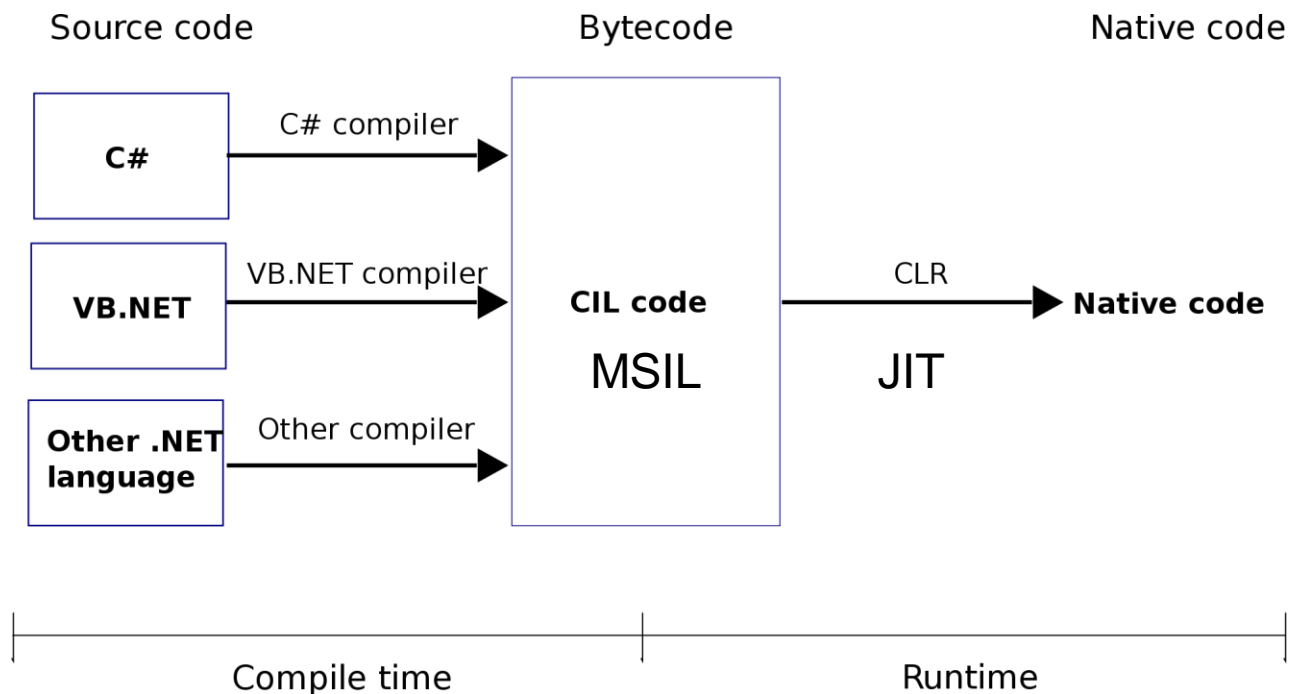 Source code
Bytecode
Native code
C#
C# compiler
VB.NET
VB.NET compiler
CIL code
MSIL
CLR
JIT
Native code
Other .NET
language
Other compiler
Compile time
Runtime